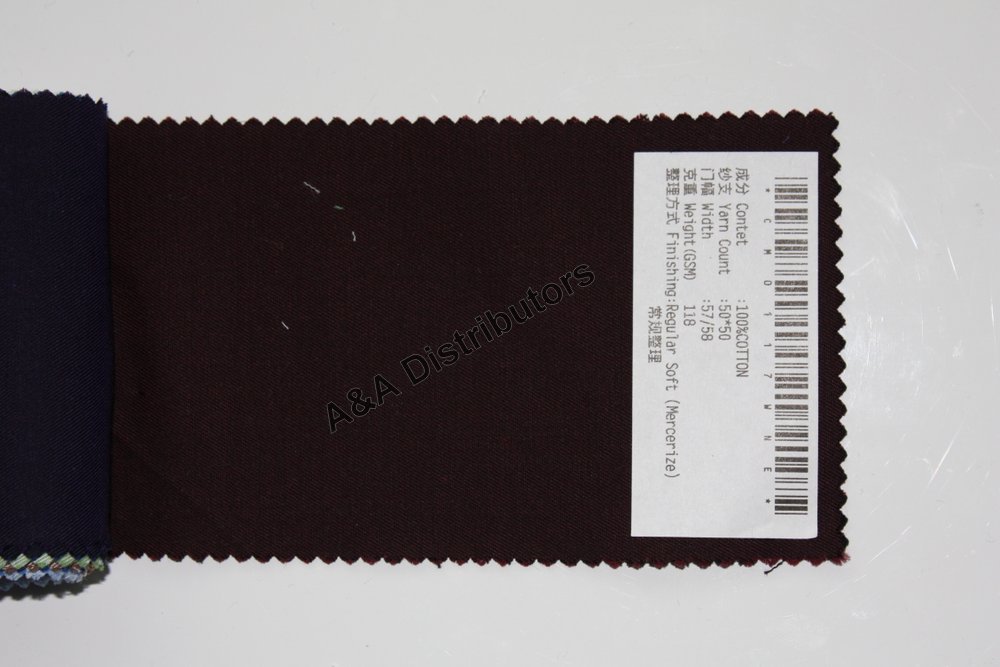 *CM0117WNE*
成分 Contet :100%COTTON
纱支 Yarn Count :50*50
门幅 Width :57/58
克重 Weight(GSM) 118
整理方式 Finishing:Regular Soft (Mercerize)
常规整理
A&A Distributors